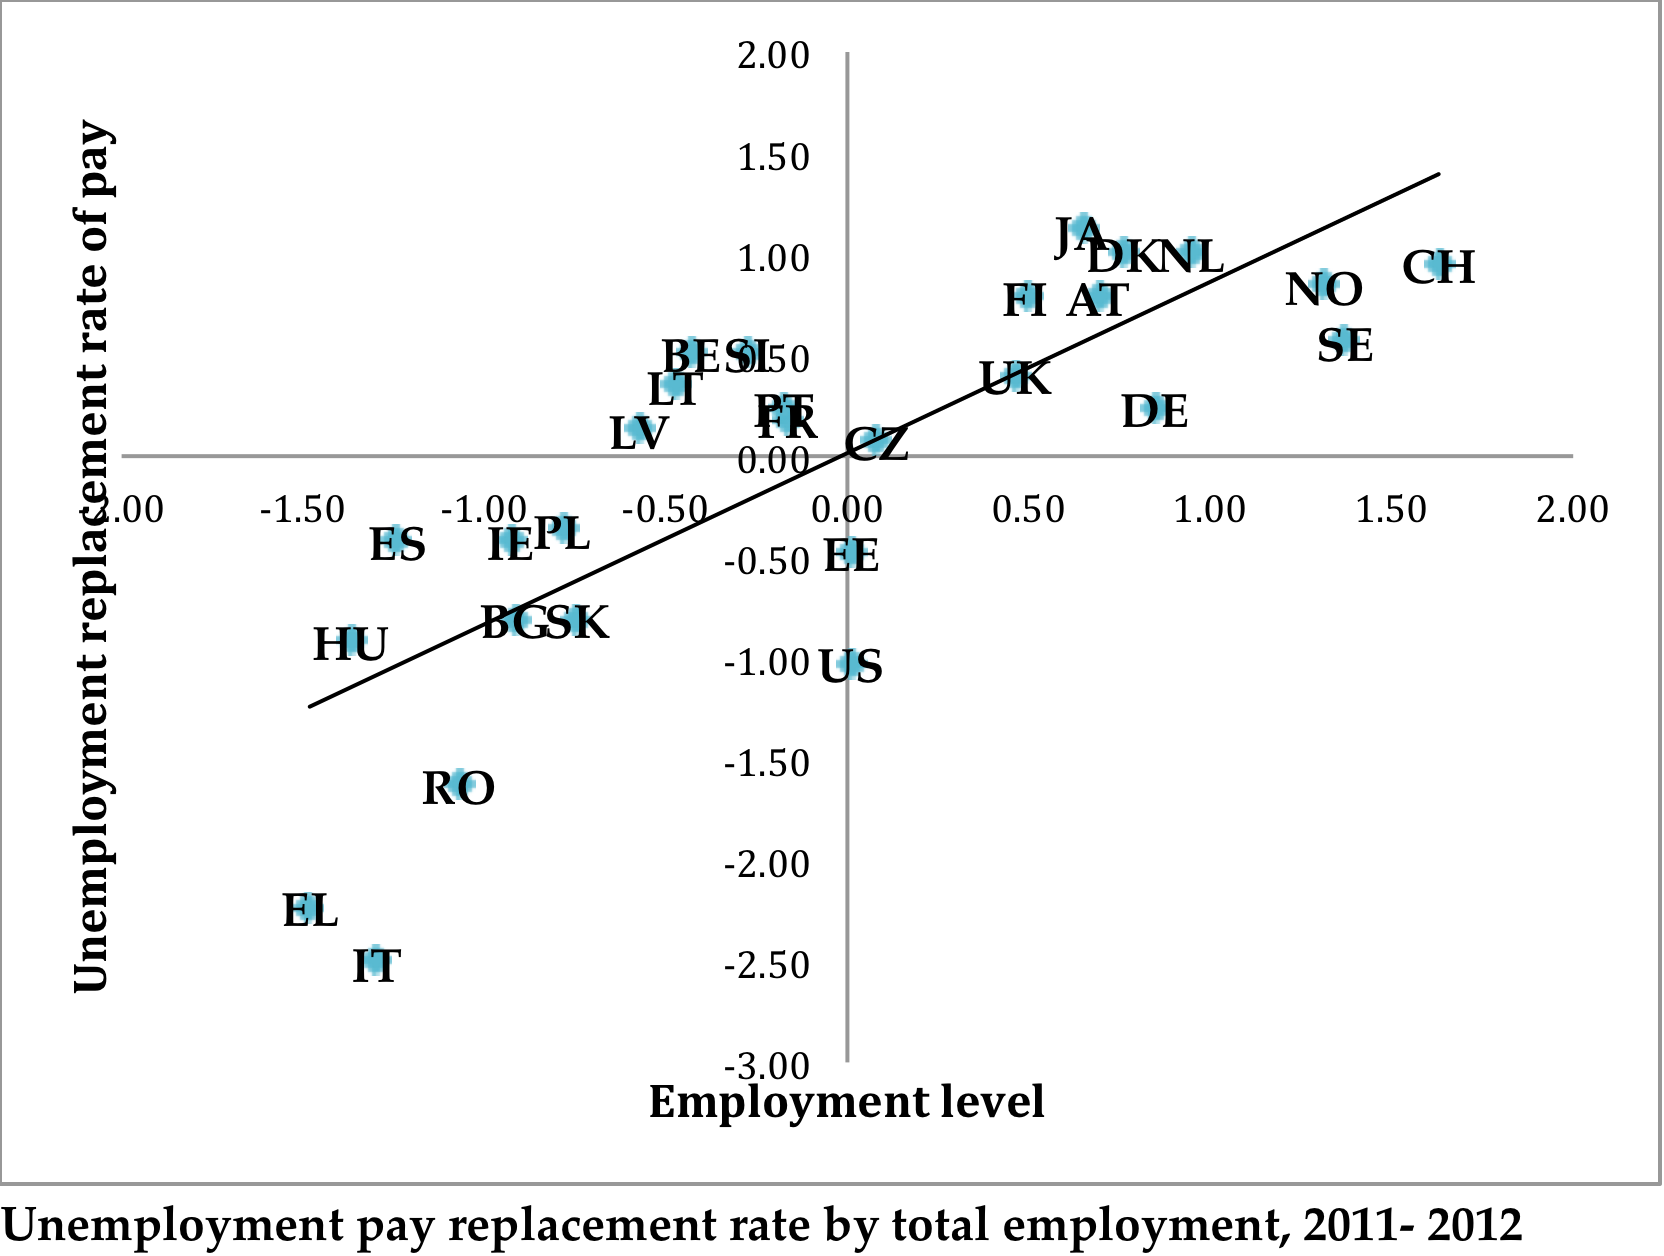 2.00
1.50
1.00
0.50
0.00
-0.50
-1.00
-1.50
-2.00
-2.50
-3.00
-2.00 -1.50 -1.00 -0.50 0.00 0.50 1.00 1.50 2.00
Unemployment replacement rate of pay
JA
DK NL
CH
FI AT NO
BE SI SE
LT UK
PT DE
FR
LV CZ
ES IE PL
EE
BG SK
HU
US
RO
EL
IT
Employment level
Unemployment pay replacement rate by total employment, 2011- 2012